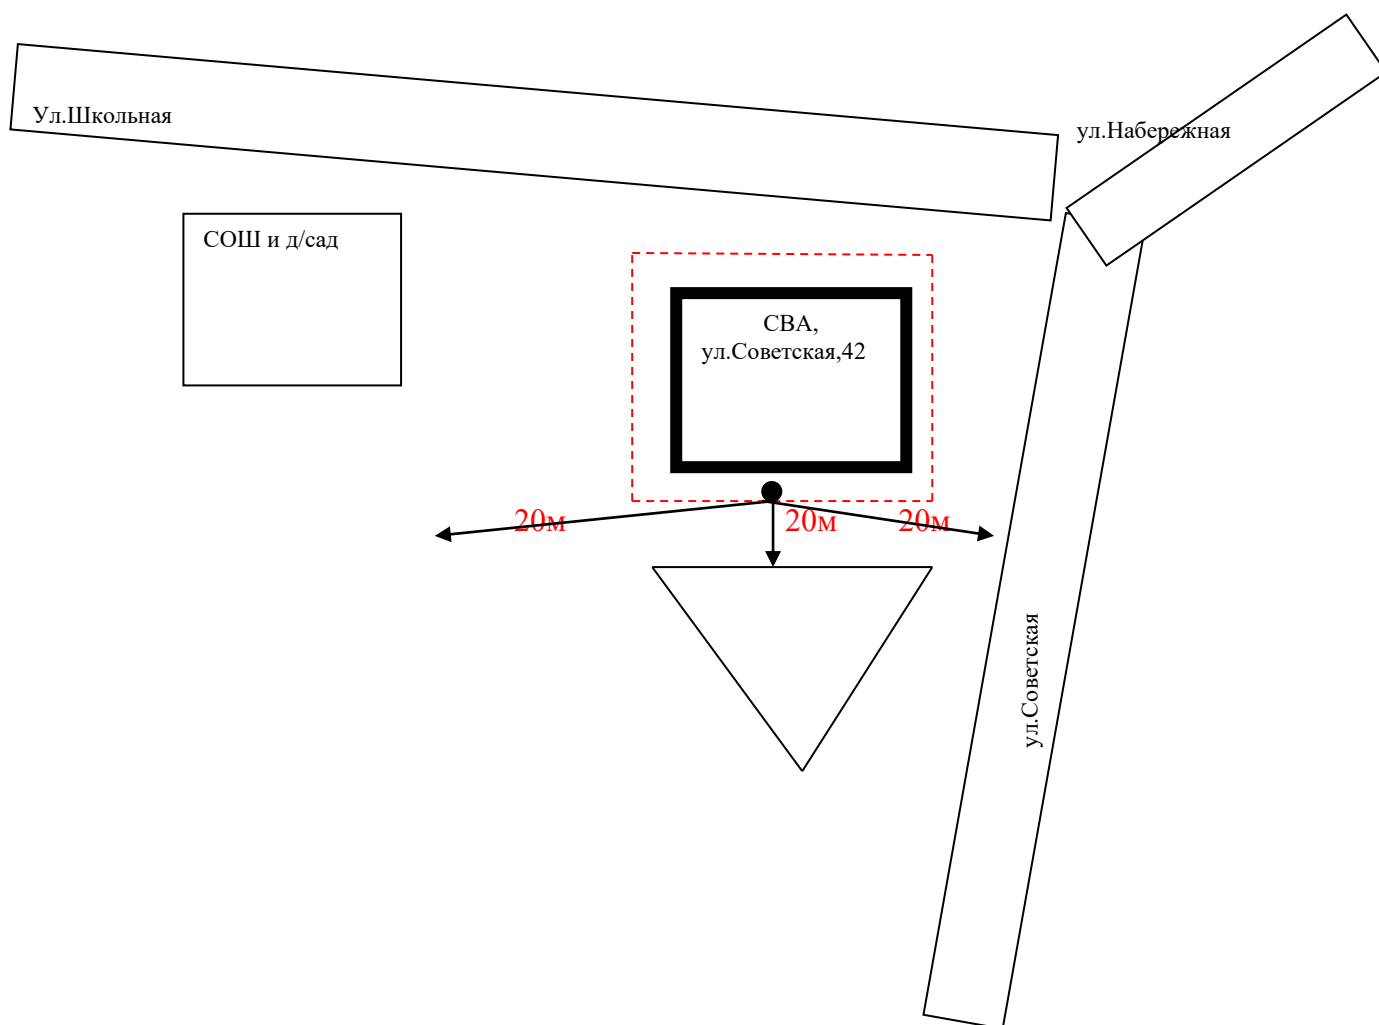 Ул.Школьная
ул.Набережная
СОШ и д/сад
СВА,
ул.Советская,42
20м
20м
20м
ул.Советская